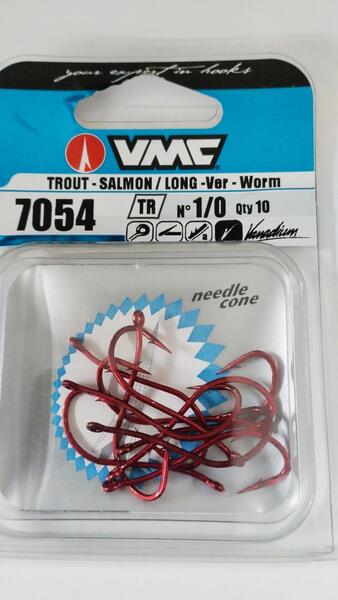 your expert in hooks
VMC
TROUT - SALMON / LONG -Ver - Worm
7054 TR N° 1/0 Qty 10
Vanadium
needle
cone